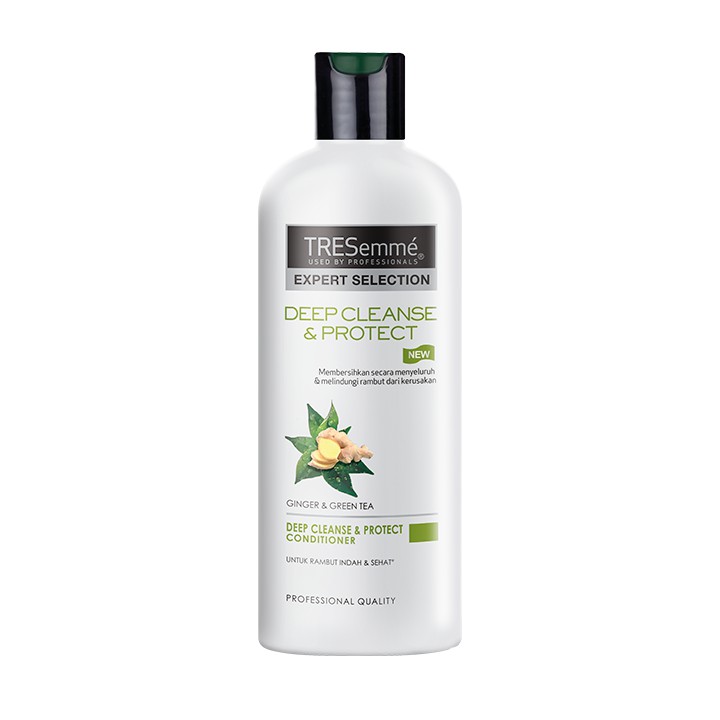 TRESemmé®
USED BY PROFESSIONALS
EXPERT SELECTION
DEEP CLEANSE
& PROTECT
NEW
Membersihkan secara menyeluruh
& melindungi rambut dari kerusakan
GINGER & GREEN TEA
DEEP CLEANSE & PROTECT
CONDITIONER
UNTUK RAMBUT INDAH & SEHAT*
PROFESSIONAL QUALITY